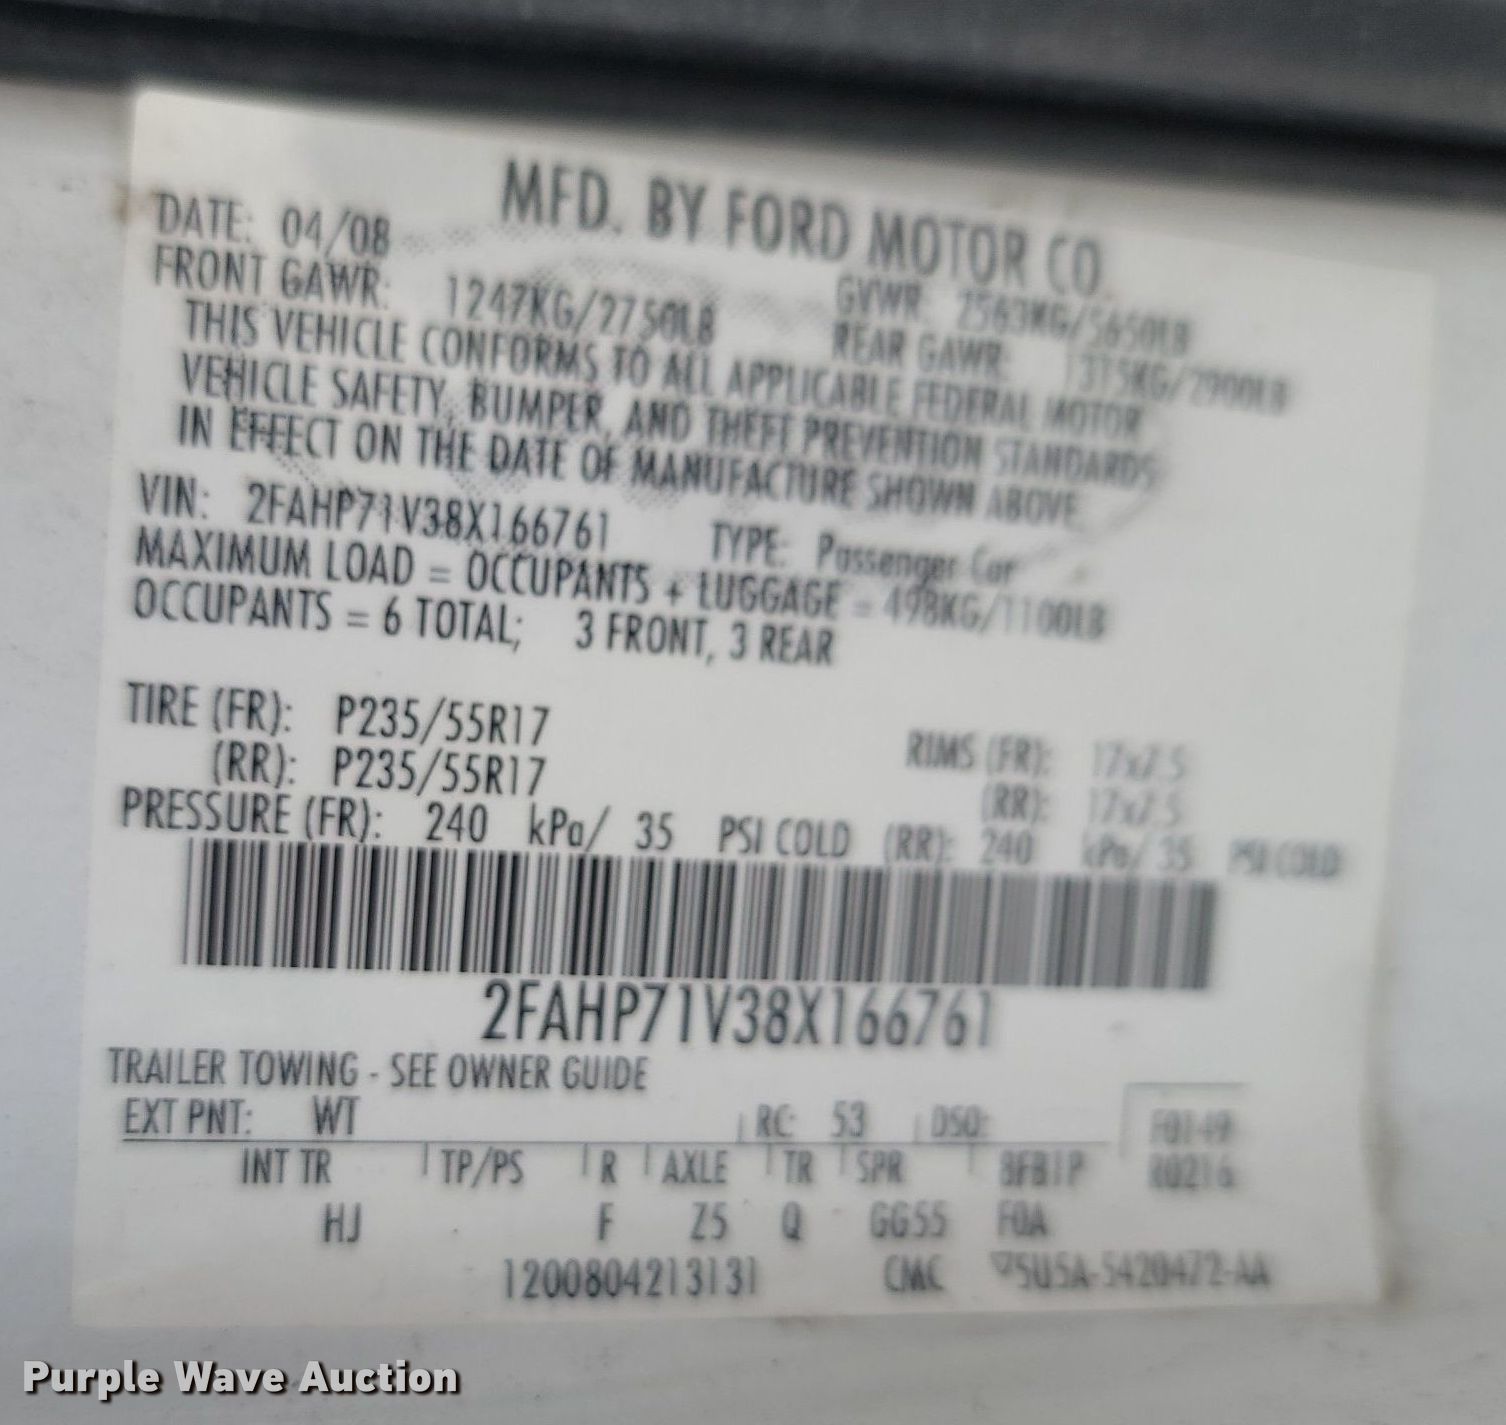 MFD. BY FORD MOTOR CO.
DATE: 04/08 GVWR: 2563KG/5650LB
FRONT GAWR: 1247KG/2750LB REAR GAWR: 1315KG/2900LB
THIS VEHICLE CONFORMS TO ALL APPLICABLE FEDERAL MOTOR
VEHICLE SAFETY, BUMPER, AND THEFT PREVENTION STANDARDS
IN EFFECT ON THE DATE OF MANUFACTURE SHOWN ABOVE
VIN: 2FAHP71V38X166761 TYPE: Passenger Car
MAXIMUM LOAD = OCCUPANTS + LUGGAGE = 498KG/1100LB
OCCUPANTS = 6 TOTAL; 3 FRONT, 3 REAR
TIRE (FR): P235/55R17 RIMS (FR): 17x7.5
(RR): P235/55R17 (RR): 17x7.5
PRESSURE (FR): 240 kPa/ 35 PSI COLD (RR): 240 kPa/ 35 PSI COLD
2FAHP71V38X166761
TRAILER TOWING - SEE OWNER GUIDE
EXT PNT: WT RC: 53 DSO: F0149
INT TR TP/PS R AXLE TR SPR R0216
HJ F Z5 Q GG55 F0A
1200804213131 CMC ▽5U5A-5420472-AA
Purple Wave Auction